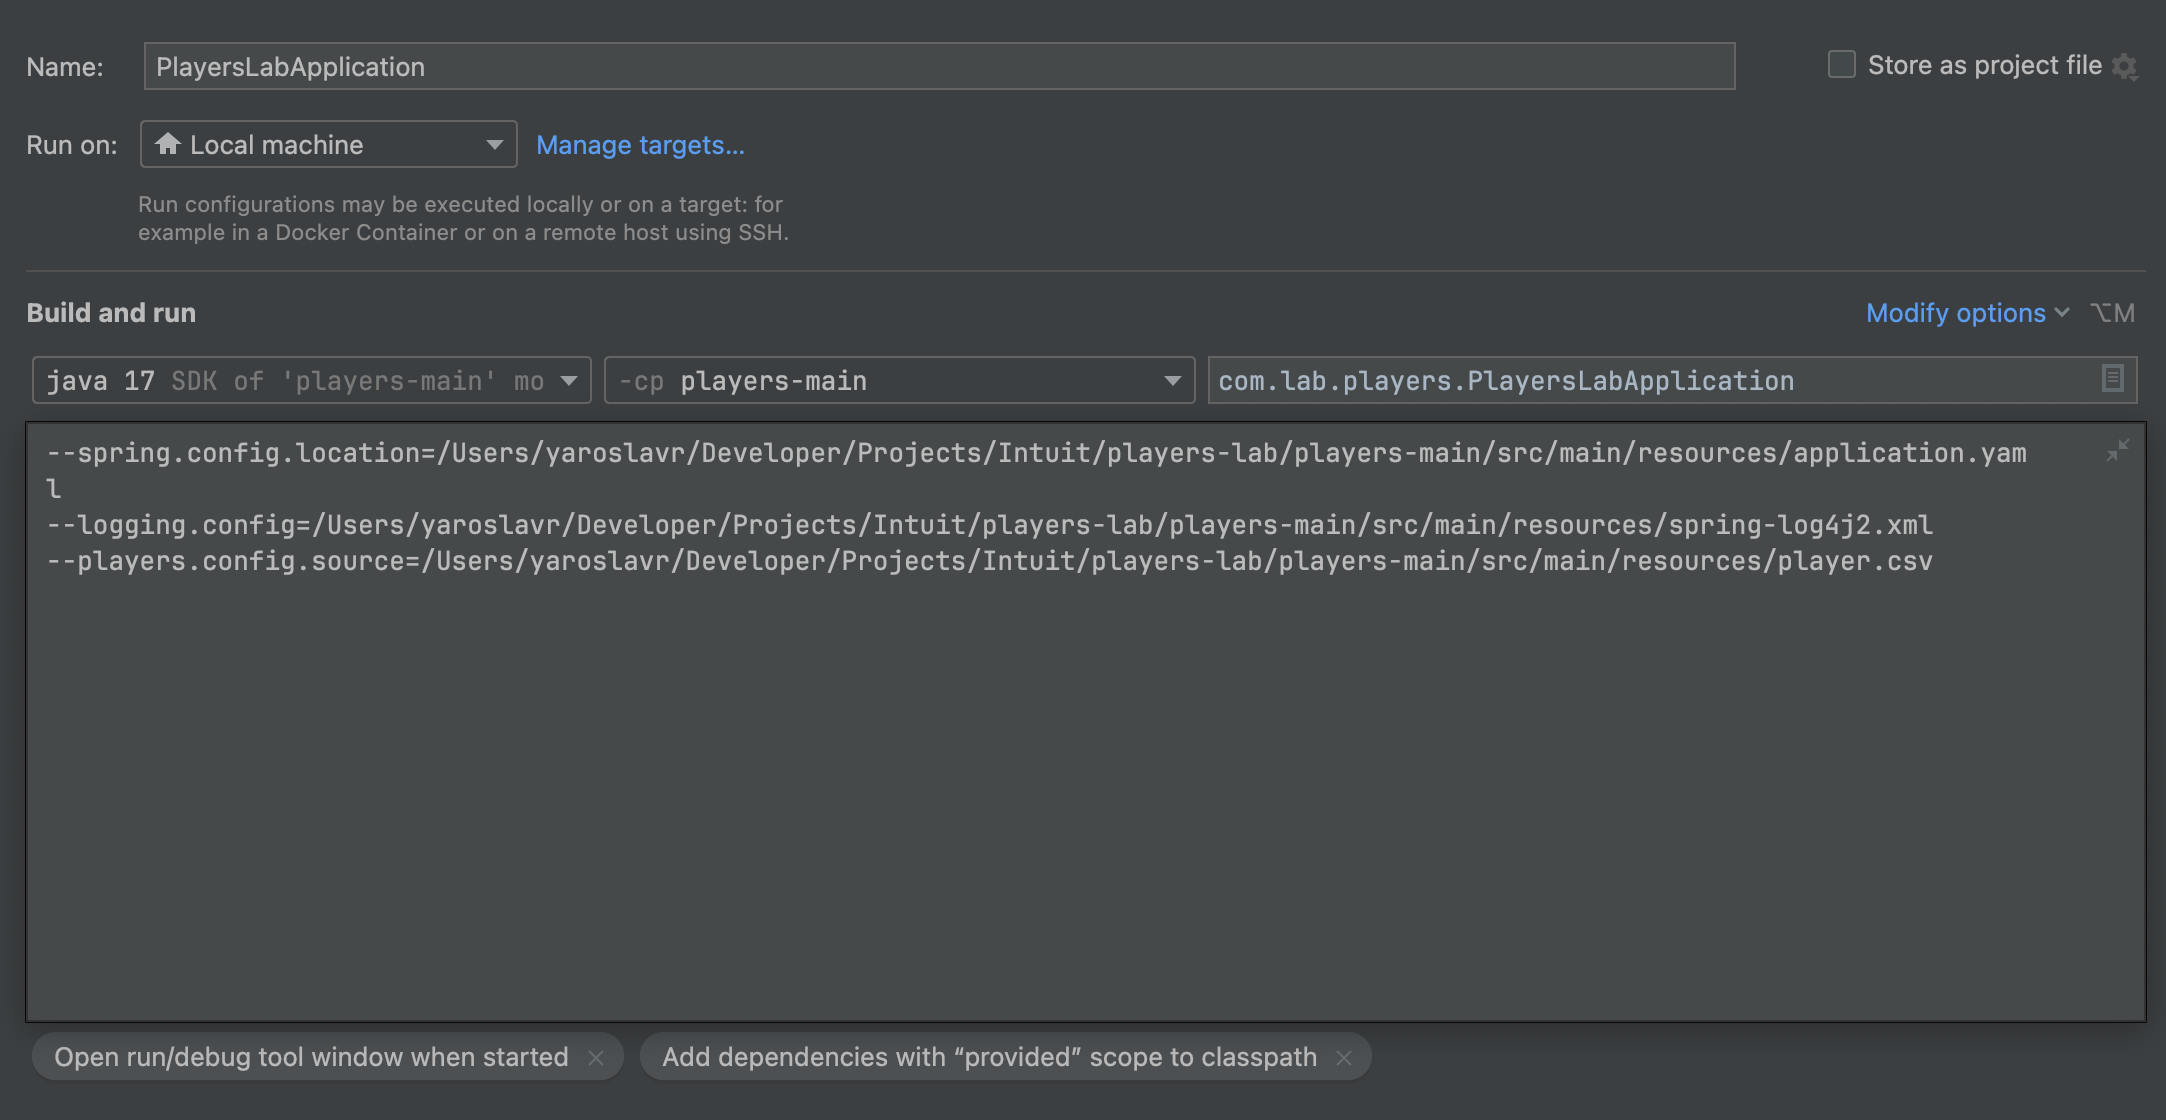 Name: PlayersLabApplication Store as project file
Run on: Local machine Manage targets...
Run configurations may be executed locally or on a target: for
example in a Docker Container or on a remote host using SSH.
Build and run Modify options ⌥M
java 17 SDK of 'players-main' mo -cp players-main com.lab.players.PlayersLabApplication
--spring.config.location=/Users/yaroslavr/Developer/Projects/Intuit/players-lab/players-main/src/main/resources/application.yam
l
--logging.config=/Users/yaroslavr/Developer/Projects/Intuit/players-lab/players-main/src/main/resources/spring-log4j2.xml
--players.config.source=/Users/yaroslavr/Developer/Projects/Intuit/players-lab/players-main/src/main/resources/player.csv
Open run/debug tool window when started × Add dependencies with “provided” scope to classpath ×